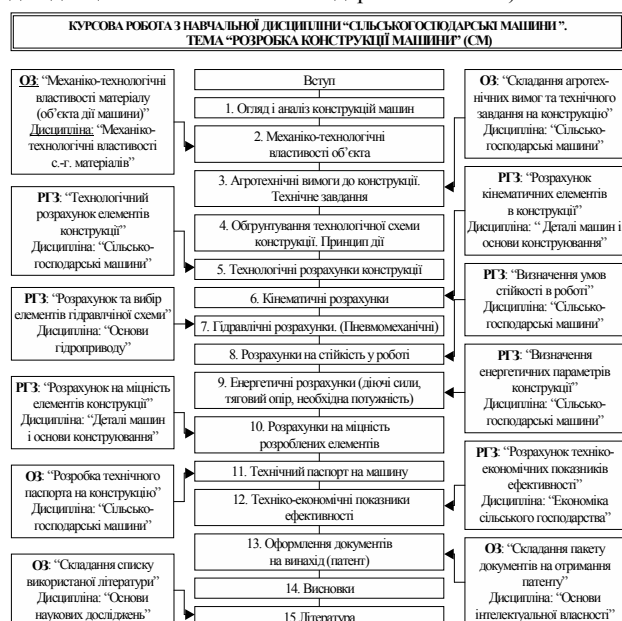 КУРСОВА РОБОТА З НАВЧАЛЬНОЇ ДИСЦИПЛІНИ “СІЛЬСЬКОГОСПОДАРСЬКІ МАШИНИ ”.
ТЕМА “РОЗРОБКА КОНСТРУКЦІЇ МАШИНИ” (СМ)
ОЗ: “Механіко-технологічні
властивості матеріалу
(об’єкта дії машини)”
Дисципліна: “Механіко-
технологічні властивості
с.-г. матеріалів”
РГЗ: “Технологічний
розрахунок елементів
конструкції”
Дисципліна: “Сільсько-
господарські машини”
РГЗ: “Розрахунок та вибір
елементів гідравлічної схеми”
Дисципліна: “Основи
гідроприводу”
РГЗ: “Розрахунок на міцність
елементів конструкції”
Дисципліна: “Деталі машин
і основи конструювання”
ОЗ: “Розробка технічного
паспорта на конструкцію”
Дисципліна: “Сільсько-
господарські машини”
ОЗ: “Складання списку
використаної літератури”
Дисципліна: “Основи
наукових досліджень”
Вступ
1. Огляд і аналіз конструкцій машин
2. Механіко-технологічні
властивості об’єкта
3. Агротехнічні вимоги до конструкції.
Технічне завдання
4. Обгрунтування технологічної схеми
конструкції. Принцип дії
5. Технологічні розрахунки конструкції
6. Кінематичні розрахунки
7. Гідравлічні розрахунки. (Пневмомеханічні)
8. Розрахунки на стійкість у роботі
9. Енергетичні розрахунки (діючі сили,
тяговий опір, необхідна потужність)
10. Розрахунки на міцність
розроблених елементів
11. Технічний паспорт на машину
12. Техніко-економічні показники
ефективності
13. Оформлення документів
на винахід (патент)
14. Висновки
15 Література
ОЗ: “Складання агротех-
нічних вимог та технічного
завдання на конструкцію”
Дисципліна: “Сільсько-
господарські машини”
РГЗ: “Розрахунок
кінематичних елементів
в конструкції”
Дисципліна: “ Деталі машин і
основи конструювання”
РГЗ: “Визначення умов
стійкості в роботі”
Дисципліна: “Сільсько-
господарські машини”
РГЗ: “Визначення
енергетичних параметрів
конструкції”
Дисципліна: “Сільсько-
господарські машини”
РГЗ: “Розрахунок техніко-
економічних показників
ефективності”
Дисципліна: “Економіка
сільського господарства”
ОЗ: “Складання пакету
документів на отримання
патенту”
Дисципліна: “Основи
інтелектуальної власності”